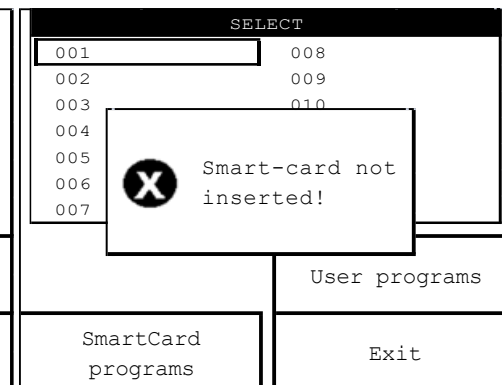 SELECT
001 008
002 009
003 010
004
005
006
007
X
Smart-card not
inserted!
User programs
SmartCard
programs
Exit